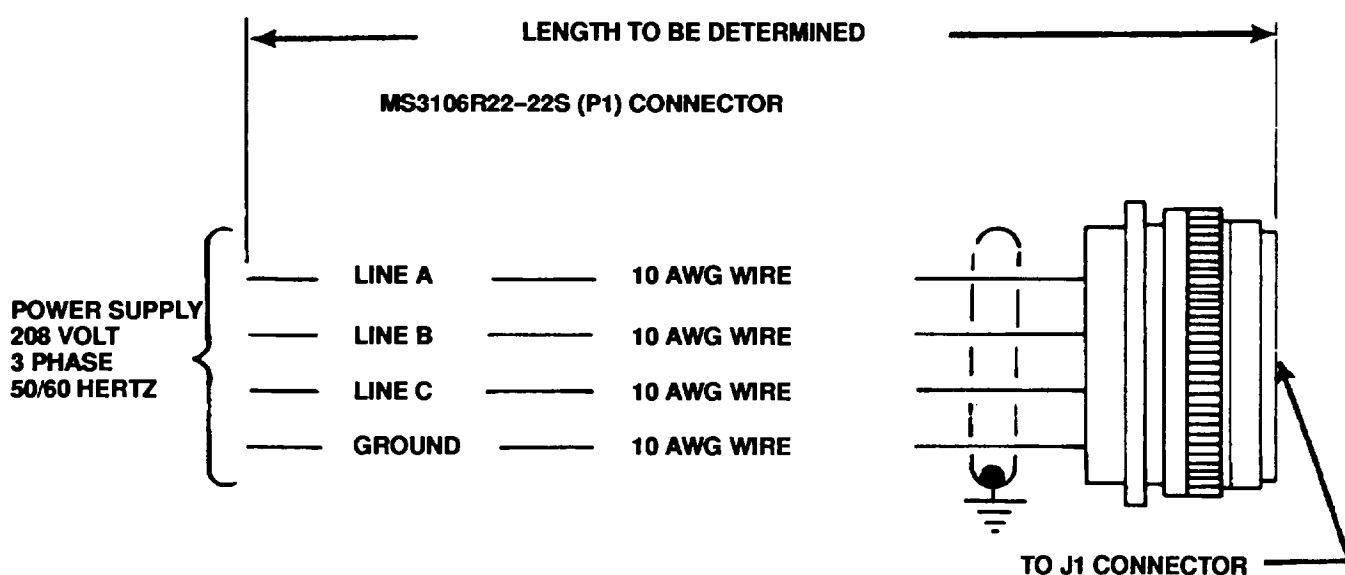 LENGTH TO BE DETERMINED
MS3106R22-22S (P1) CONNECTOR
POWER SUPPLY
208 VOLT
3 PHASE
50/60 HERTZ
LINE A 10 AWG WIRE
LINE B 10 AWG WIRE
LINE C 10 AWG WIRE
GROUND 10 AWG WIRE
TO J1 CONNECTOR